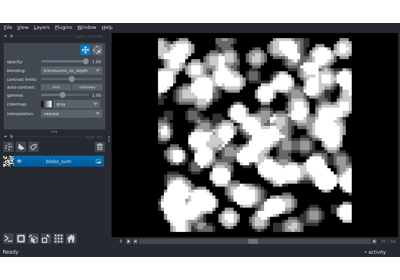 File View Layers Plugins Window Help
opacity: 1.00
blending: translucent_no_depth
contrast limits:
auto-contrast: once continuous
gamma: 1.00
colormap: gray
interpolation: nearest
blobs_sum
Ready
activity